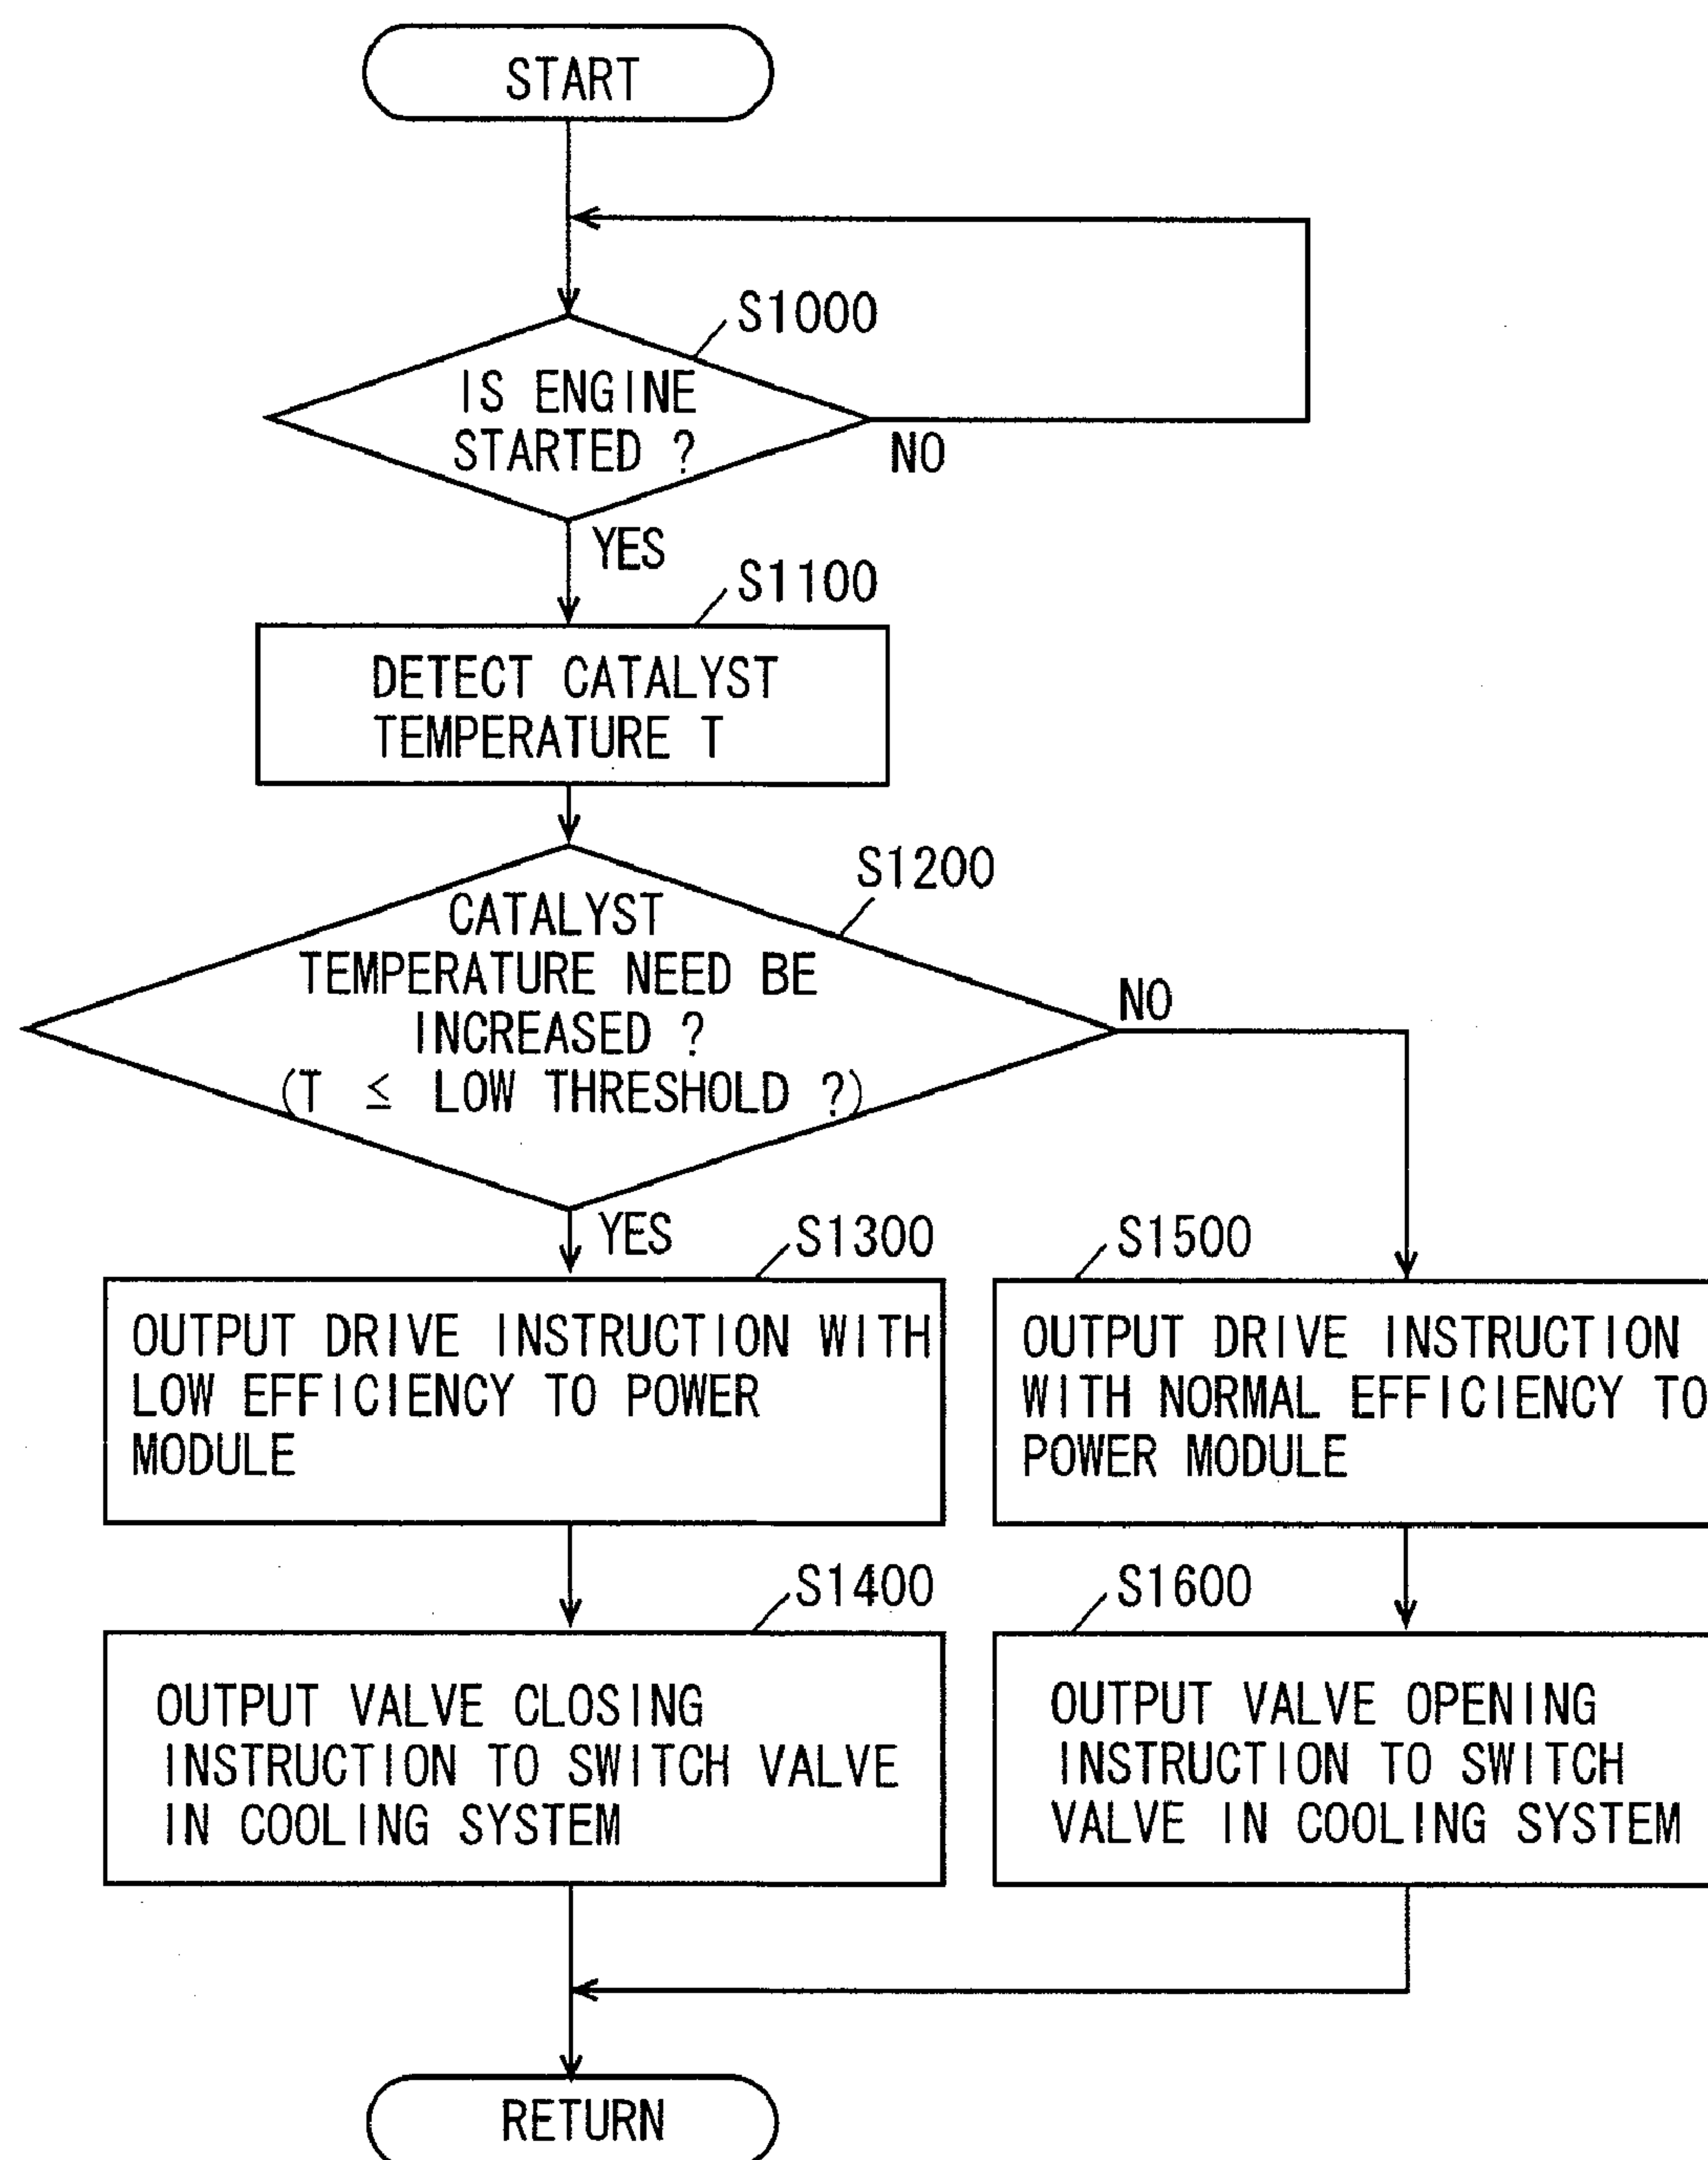 START
S1000
IS ENGINE
STARTED ?
NO
YES
S1100
DETECT CATALYST
TEMPERATURE T
S1200
CATALYST
TEMPERATURE NEED BE
INCREASED ?
(T ≤ LOW THRESHOLD ?)
NO
YES
S1300
OUTPUT DRIVE INSTRUCTION WITH
LOW EFFICIENCY TO POWER
MODULE
S1500
OUTPUT DRIVE INSTRUCTION
WITH NORMAL EFFICIENCY TO
POWER MODULE
S1400
OUTPUT VALVE CLOSING
INSTRUCTION TO SWITCH VALVE
IN COOLING SYSTEM
S1600
OUTPUT VALVE OPENING
INSTRUCTION TO SWITCH
VALVE IN COOLING SYSTEM
RETURN